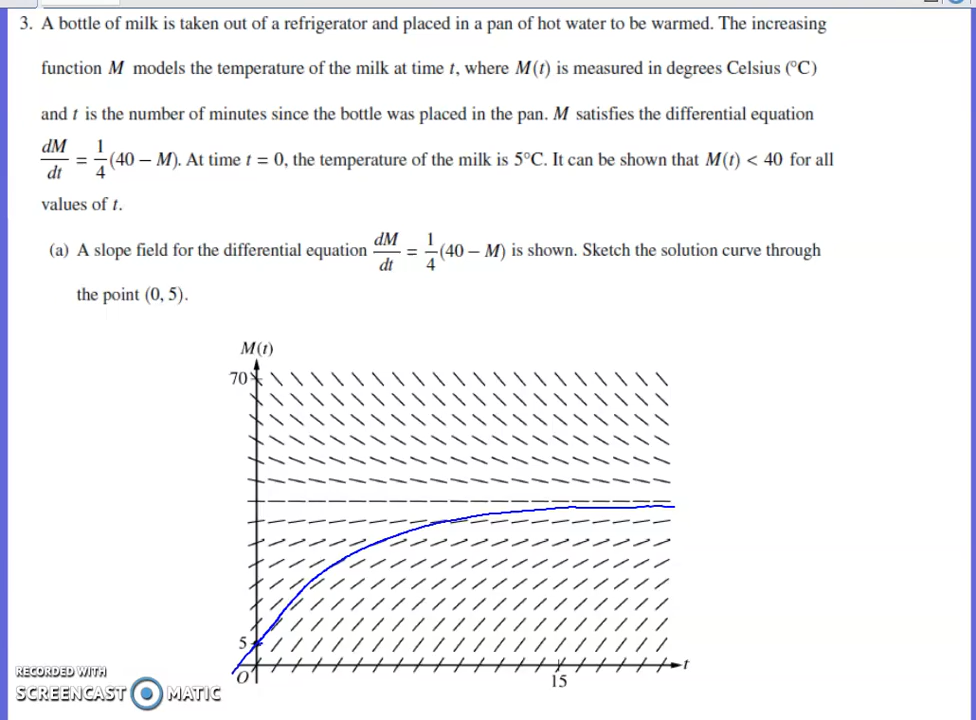 3. A bottle of milk is taken out of a refrigerator and placed in a pan of hot water to be warmed. The increasing
function M models the temperature of the milk at time t, where M(t) is measured in degrees Celsius (°C)
and t is the number of minutes since the bottle was placed in the pan. M satisfies the differential equation
dM/dt = 1/4(40 – M). At time t = 0, the temperature of the milk is 5°C. It can be shown that M(t) < 40 for all
values of t.
(a) A slope field for the differential equation dM/dt = 1/4(40 – M) is shown. Sketch the solution curve through
the point (0, 5).
M(t)
70
5
O
t
15
RECORDED WITH
SCREENCAST MATIC